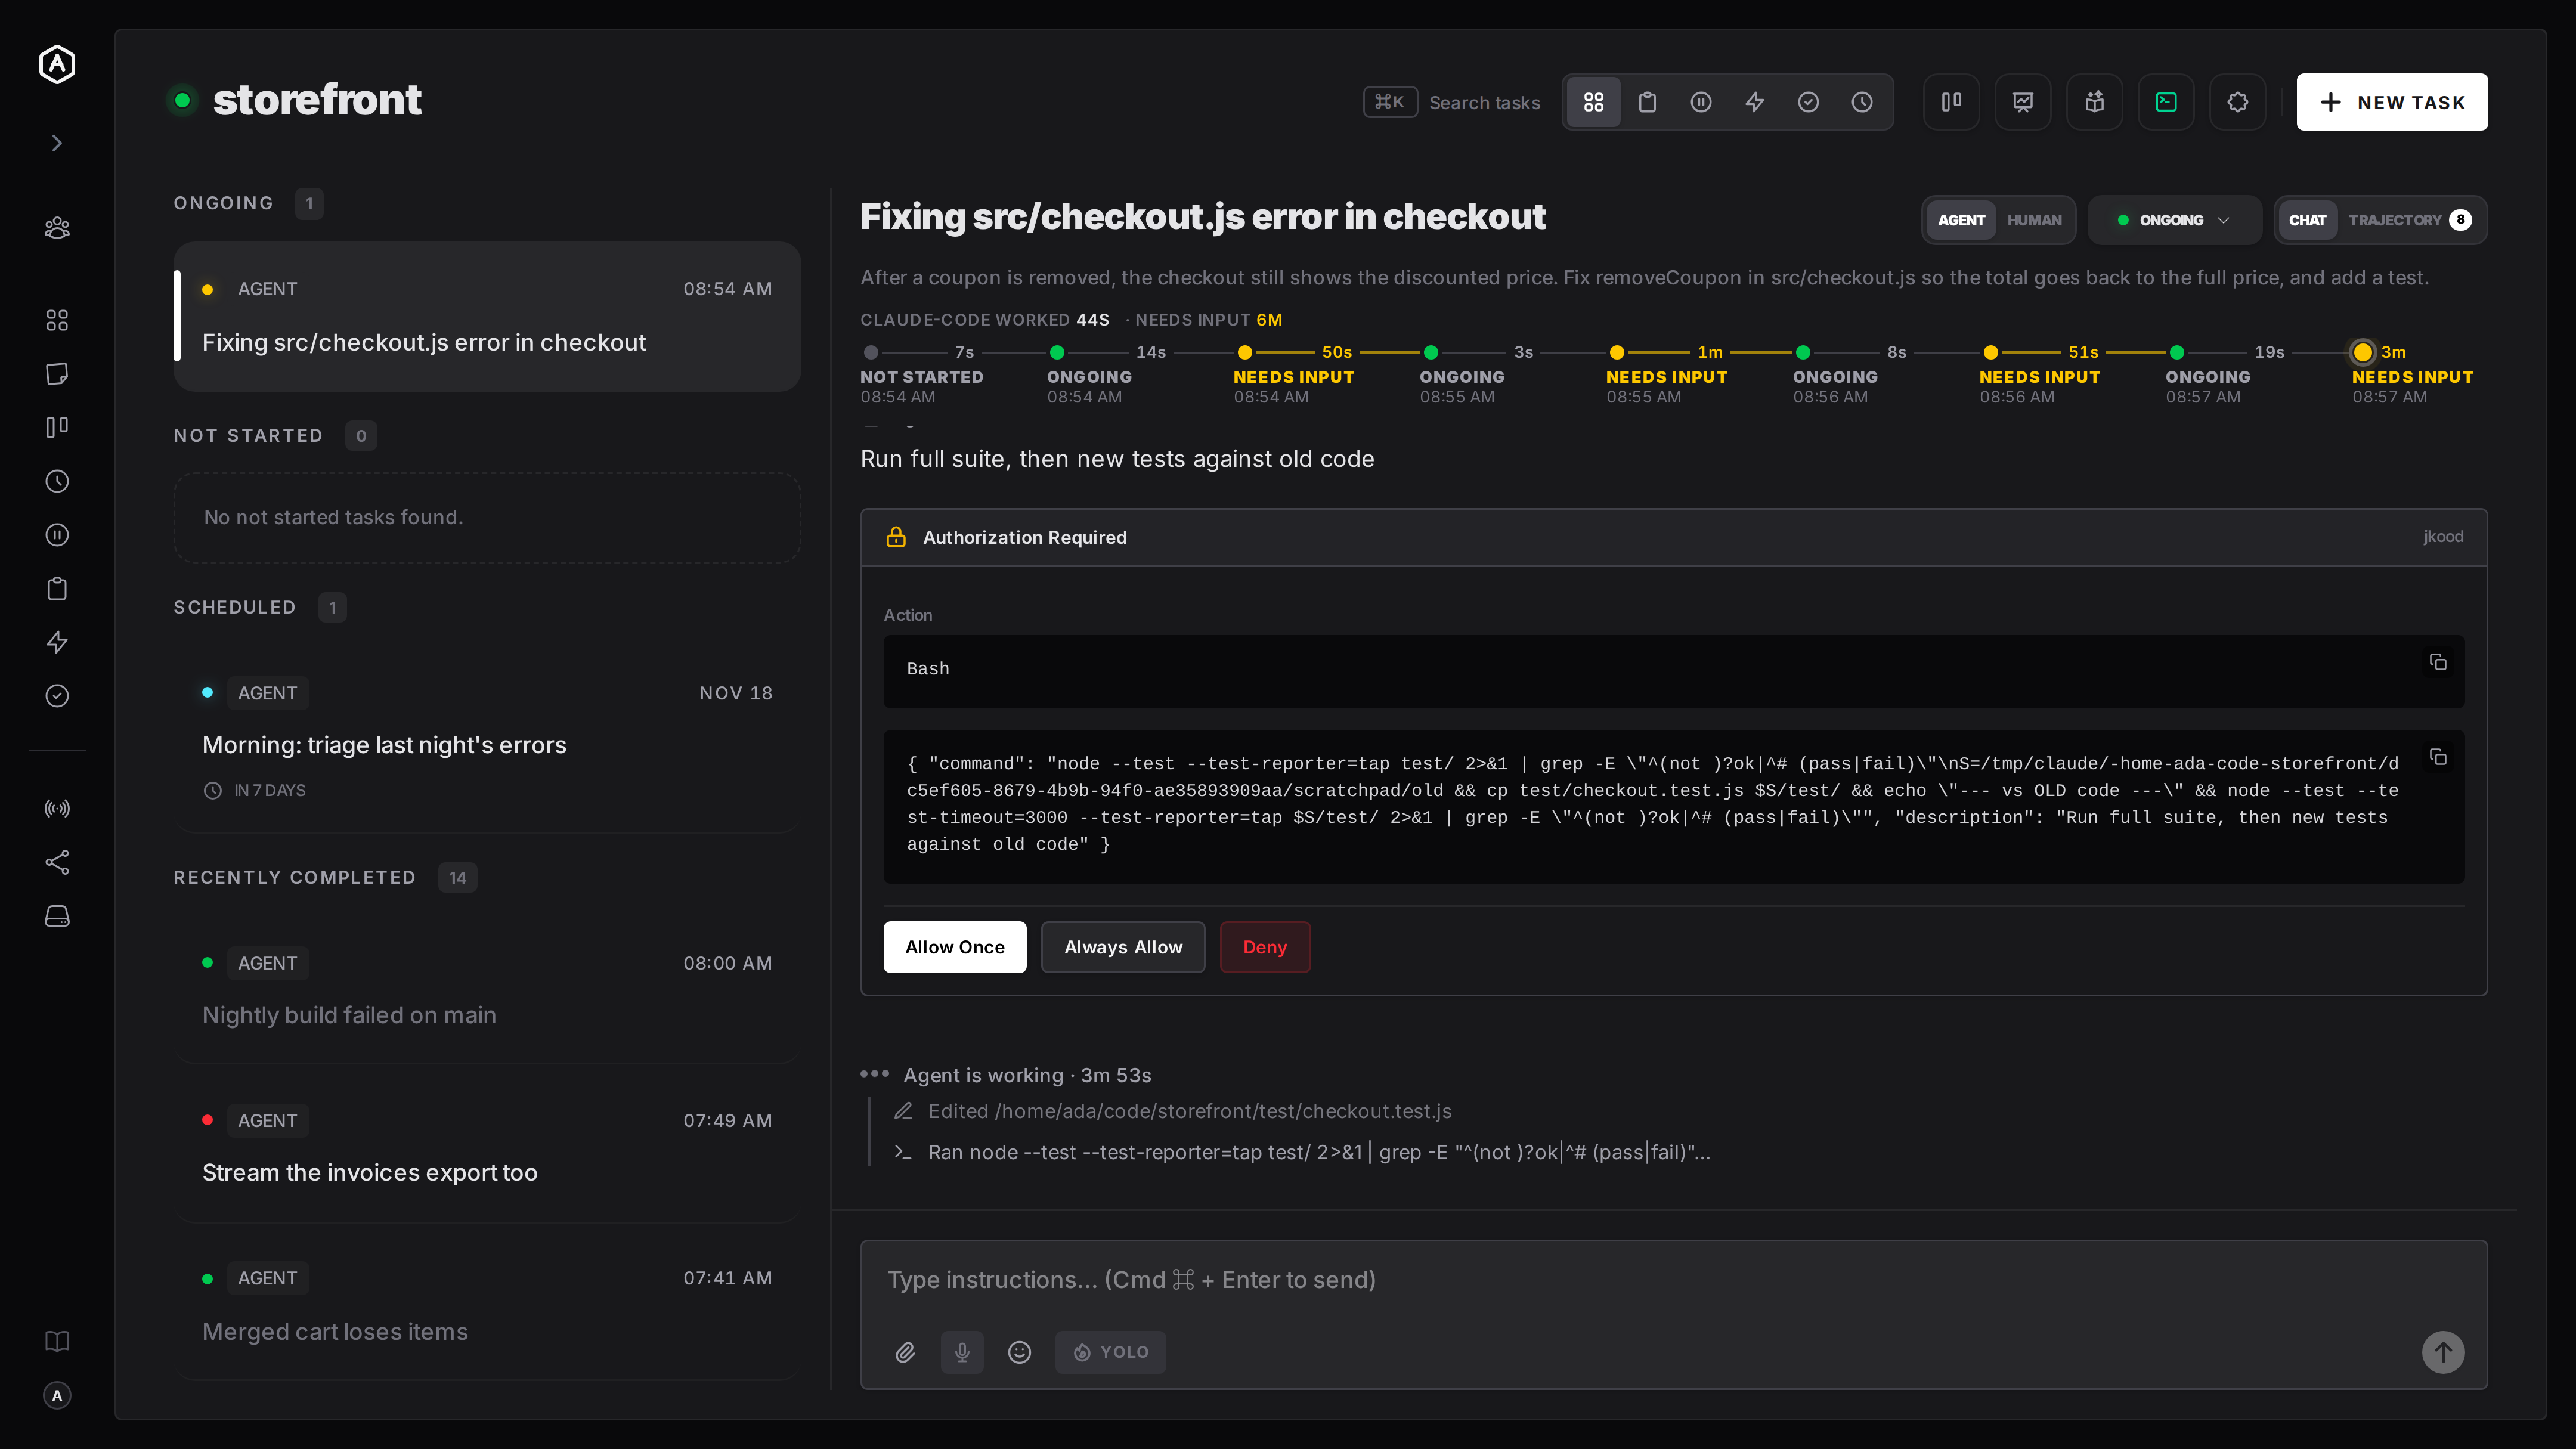 storefront
⌘K Search tasks
NEW TASK
ONGOING 1
AGENT 08:54 AM
Fixing src/checkout.js error in checkout
NOT STARTED 0
No not started tasks found.
SCHEDULED 1
AGENT NOV 18
Morning: triage last night's errors
IN 7 DAYS
RECENTLY COMPLETED 14
AGENT 08:00 AM
Nightly build failed on main
AGENT 07:49 AM
Stream the invoices export too
AGENT 07:41 AM
Merged cart loses items
A
Fixing src/checkout.js error in checkout
AGENT HUMAN ONGOING CHAT TRAJECTORY 8
After a coupon is removed, the checkout still shows the discounted price. Fix removeCoupon in src/checkout.js so the total goes back to the full price, and add a test.
CLAUDE-CODE WORKED 44S · NEEDS INPUT 6M
7s 14s 50s 3s 1m 8s 51s 19s 3m
NOT STARTED ONGOING NEEDS INPUT ONGOING NEEDS INPUT ONGOING NEEDS INPUT ONGOING NEEDS INPUT
08:54 AM 08:54 AM 08:54 AM 08:55 AM 08:55 AM 08:56 AM 08:56 AM 08:57 AM 08:57 AM
Run full suite, then new tests against old code
Authorization Required jkood
Action
Bash
{ "command": "node --test --test-reporter=tap test/ 2>&1 | grep -E \"^(not )?ok|^# (pass|fail)\"\nS=/tmp/claude/-home-ada-code-storefront/d
c5ef605-8679-4b9b-94f0-ae35893909aa/scratchpad/old && cp test/checkout.test.js $S/test/ && echo \"--- vs OLD code ---\" && node --test --te
st-timeout=3000 --test-reporter=tap $S/test/ 2>&1 | grep -E \"^(not )?ok|^# (pass|fail)\"", "description": "Run full suite, then new tests
against old code" }
Allow Once Always Allow Deny
Agent is working · 3m 53s
Edited /home/ada/code/storefront/test/checkout.test.js
Ran node --test --test-reporter=tap test/ 2>&1 | grep -E "^(not )?ok|^# (pass|fail)"...
Type instructions... (Cmd ⌘ + Enter to send)
YOLO